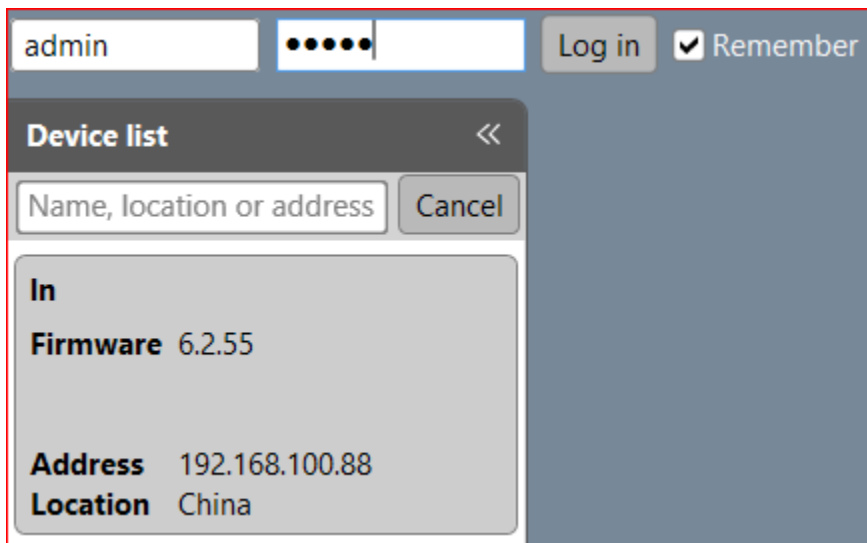 admin ••••• Log in Remember
Device list
Name, location or address Cancel
In
Firmware 6.2.55
Address 192.168.100.88
Location China